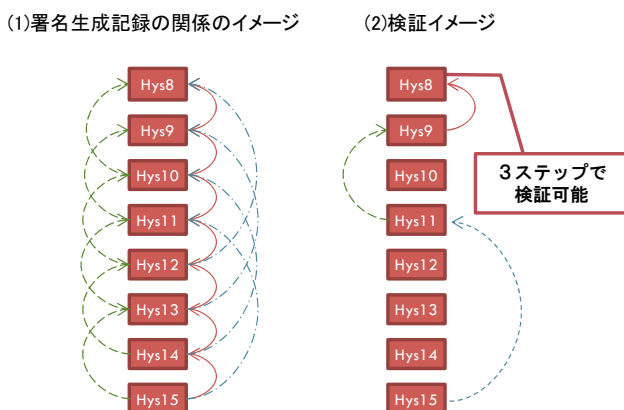 (1)署名生成記録の関係のイメージ
Hys8
Hys9
Hys10
Hys11
Hys12
Hys13
Hys14
Hys15
(2)検証イメージ
Hys8
Hys9
Hys10
Hys11
Hys12
Hys13
Hys14
Hys15
3ステップで
検証可能